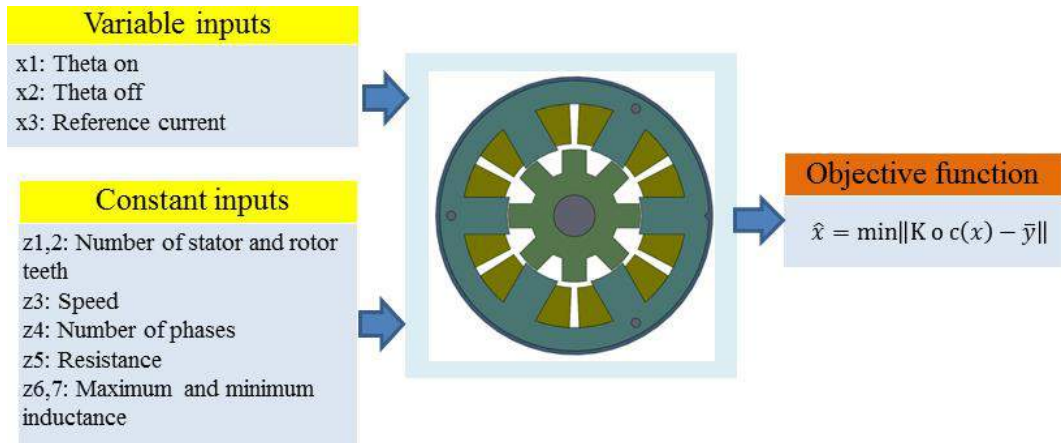 Variable inputs
x1: Theta on
x2: Theta off
x3: Reference current
Constant inputs
z1,2: Number of stator and rotor
teeth
z3: Speed
z4: Number of phases
z5: Resistance
z6,7: Maximum and minimum
inductance
Objective function
x̂ = min‖K o c(x) − ȳ‖